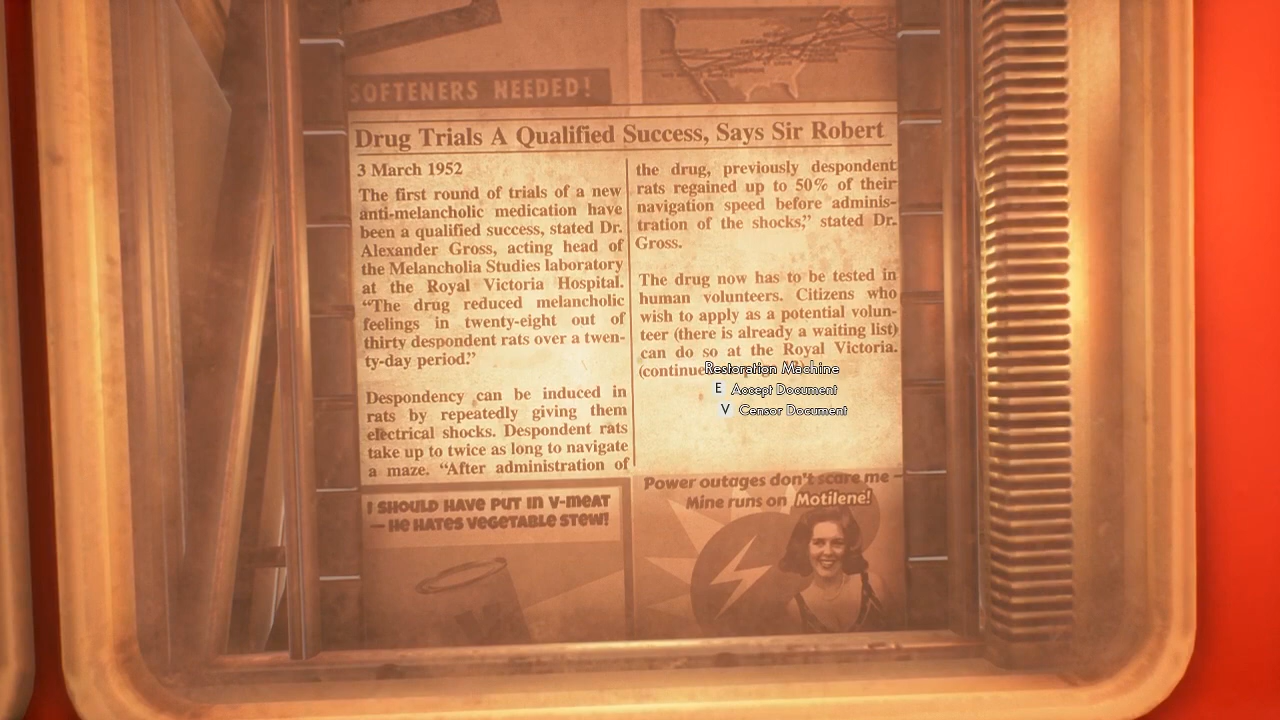 SOFTENERS NEEDED!
Drug Trials A Qualified Success, Says Sir Robert
3 March 1952
The first round of trials of a new
anti-melancholic medication have
been a qualified success, stated Dr.
Alexander Gross, acting head of
the Melancholia Studies laboratory
at the Royal Victoria Hospital.
“The drug reduced melancholic
feelings in twenty-eight out of
thirty despondent rats over a twen-
ty-day period.”
Despondency can be induced in
rats by repeatedly giving them
electrical shocks. Despondent rats
take up to twice as long to navigate
a maze. “After administration of
the drug, previously despondent
rats regained up to 50% of their
navigation speed before adminis-
tration of the shocks,” stated Dr.
Gross.
The drug now has to be tested in
human volunteers. Citizens who
wish to apply as a potential volun-
teer (there is already a waiting list)
can do so at the Royal Victoria.
(continue
Restoration Machine
E Accept Document
V Censor Document
I SHOULD HAVE PUT IN V-MEAT
— HE HATES VEGETABLE STEW!
Power outages don't scare me –
Mine runs on Motilene!